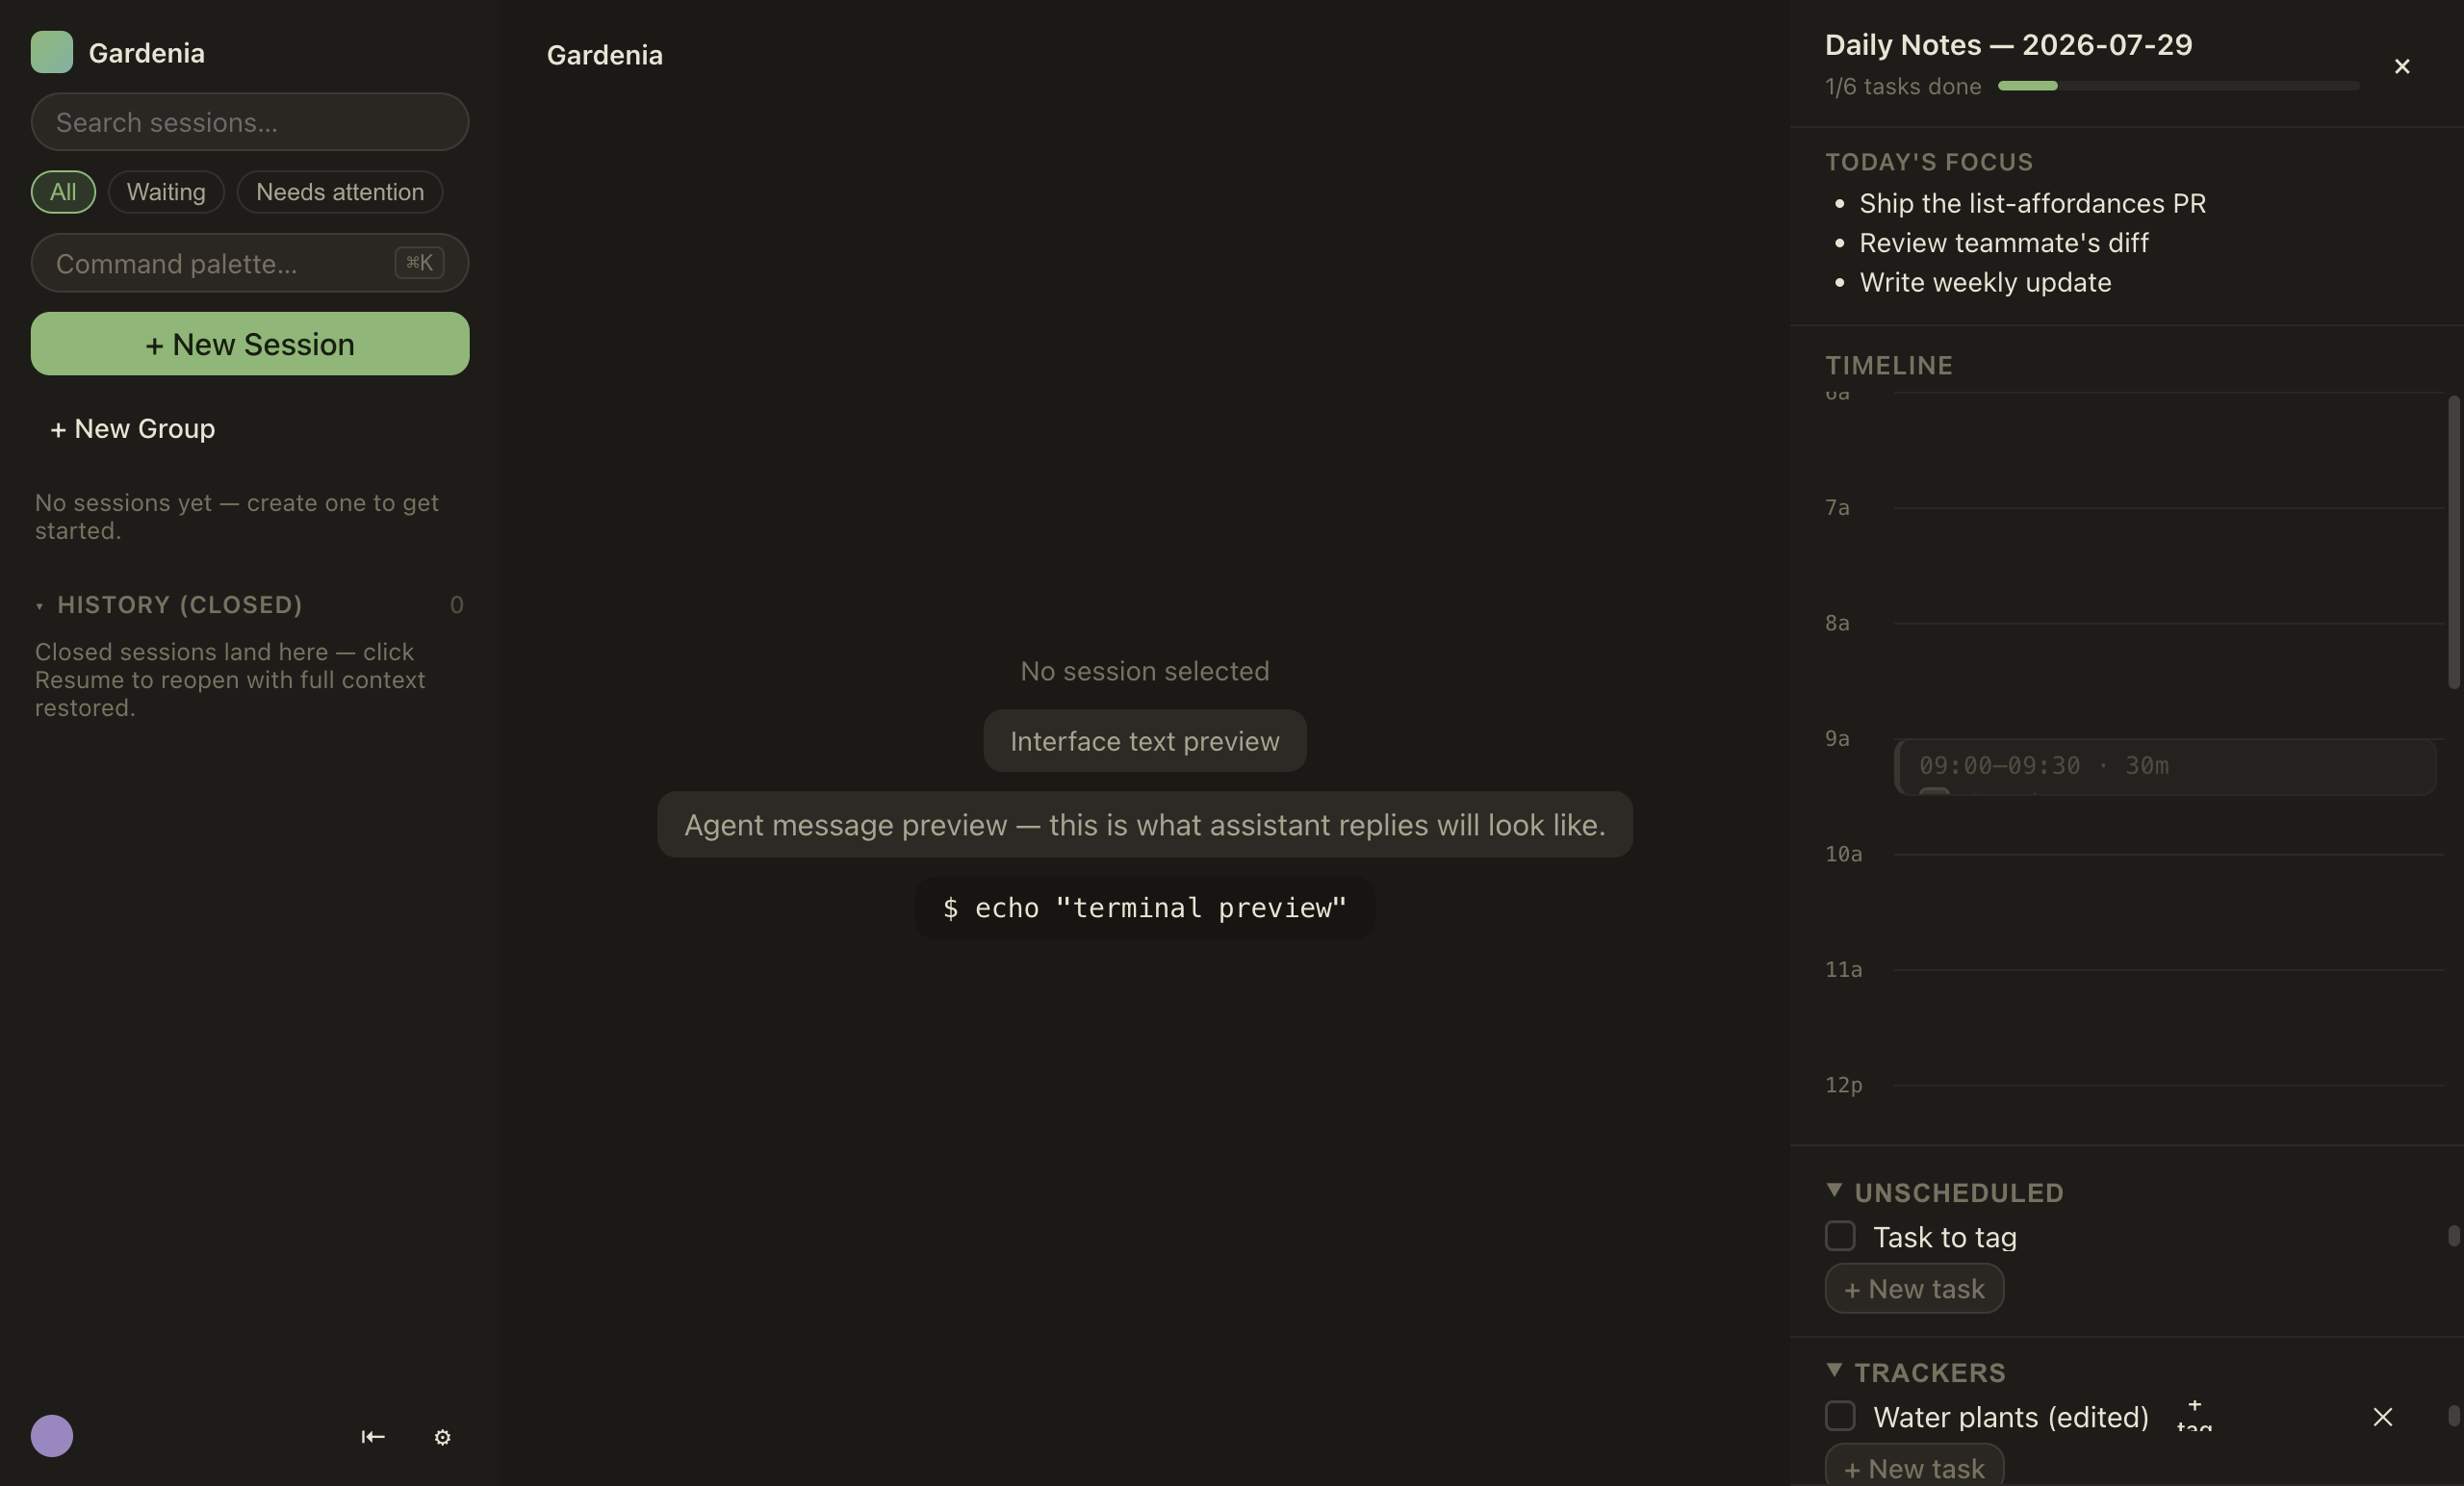 Gardenia
Search sessions...
All
Waiting
Needs attention
Command palette...
⌘K
+ New Session
+ New Group
No sessions yet — create one to get
started.
▾ HISTORY (CLOSED)
0
Closed sessions land here — click
Resume to reopen with full context
restored.
Gardenia
No session selected
Interface text preview
Agent message preview — this is what assistant replies will look like.
$ echo "terminal preview"
Daily Notes — 2026-07-29
1/6 tasks done
TODAY'S FOCUS
• Ship the list-affordances PR
• Review teammate's diff
• Write weekly update
TIMELINE
6a
7a
8a
9a
09:00—09:30 · 30m
10a
11a
12p
▼ UNSCHEDULED
Task to tag
+ New task
▼ TRACKERS
Water plants (edited)
+
tag
+ New task